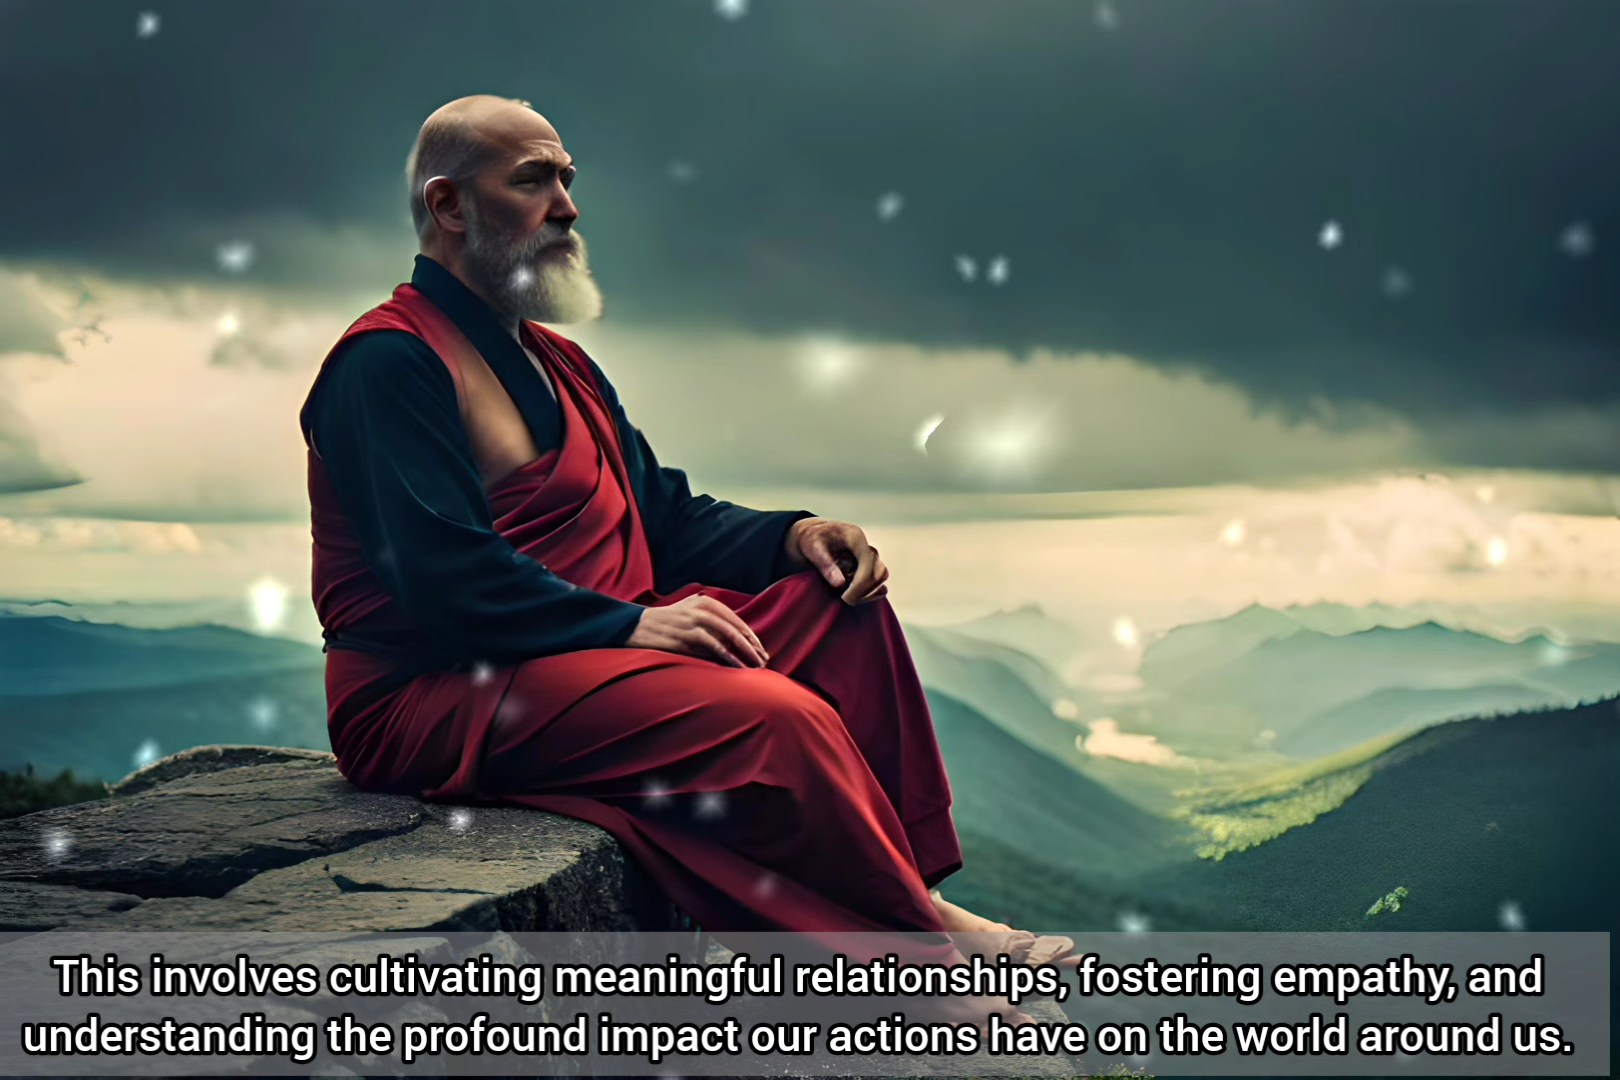 This involves cultivating meaningful relationships, fostering empathy, and
understanding the profound impact our actions have on the world around us.